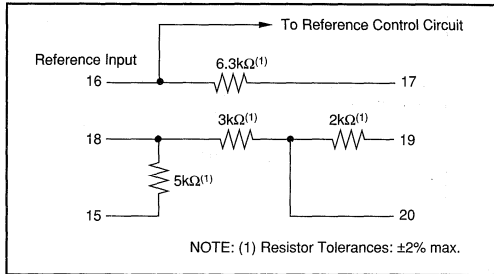 To Reference Control Circuit
Reference Input
6.3kΩ(1)
16
17
3kΩ(1)
2kΩ(1)
18
19
5kΩ(1)
15
20
NOTE: (1) Resistor Tolerances: ±2% max.